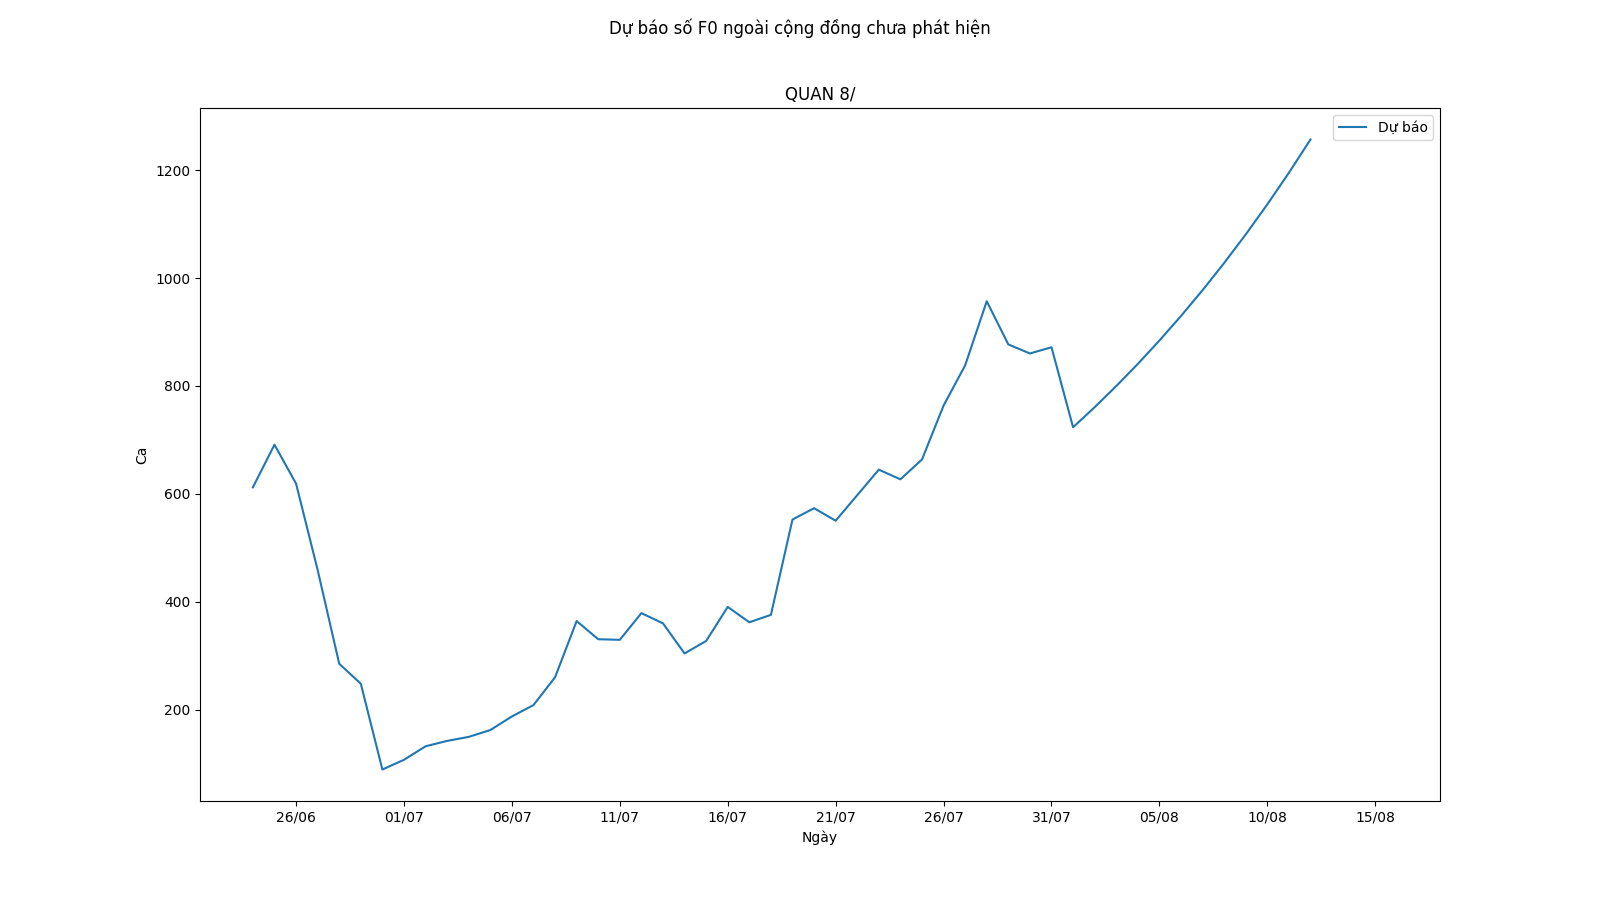 Dự báo số F0 ngoài cộng đồng chưa phát hiện
QUAN 8/
Dự báo
1200
1000
800
600
400
200
Ca
26/06 01/07 06/07 11/07 16/07 21/07 26/07 31/07 05/08 10/08 15/08
Ngày